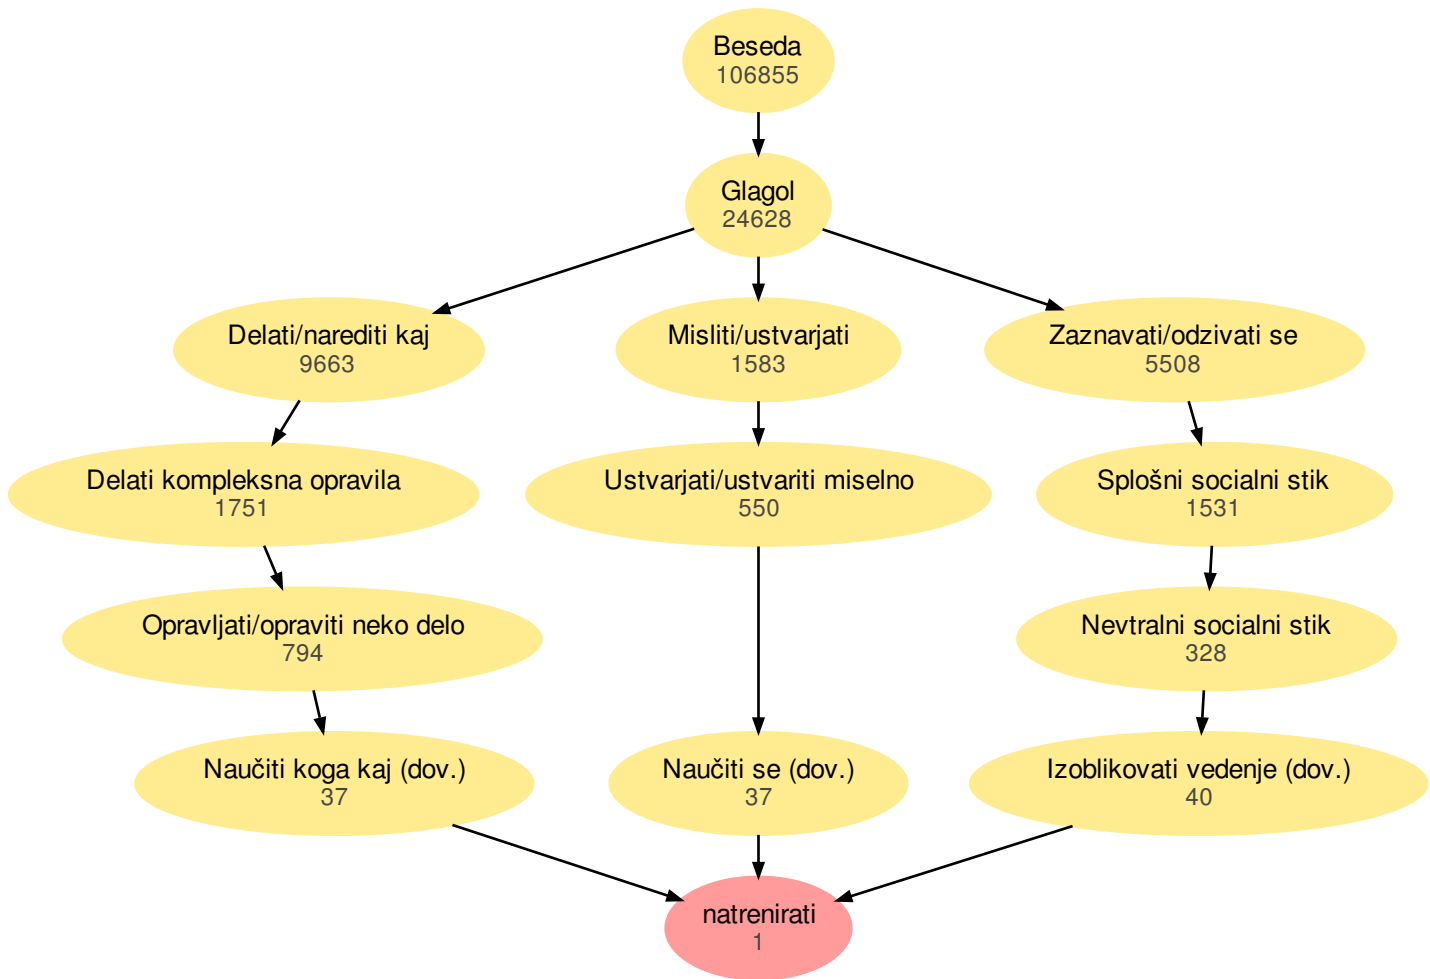 Beseda
106855
Glagol
24628
Delati/narediti kaj
9663
Misliti/ustvarjati
1583
Zaznavati/odzivati se
5508
Delati kompleksna opravila
1751
Ustvarjati/ustvariti miselno
550
Splošni socialni stik
1531
Opravljati/opraviti neko delo
794
Nevtralni socialni stik
328
Naučiti koga kaj (dov.)
37
Naučiti se (dov.)
37
Izoblikovati vedenje (dov.)
40
natrenirati
1